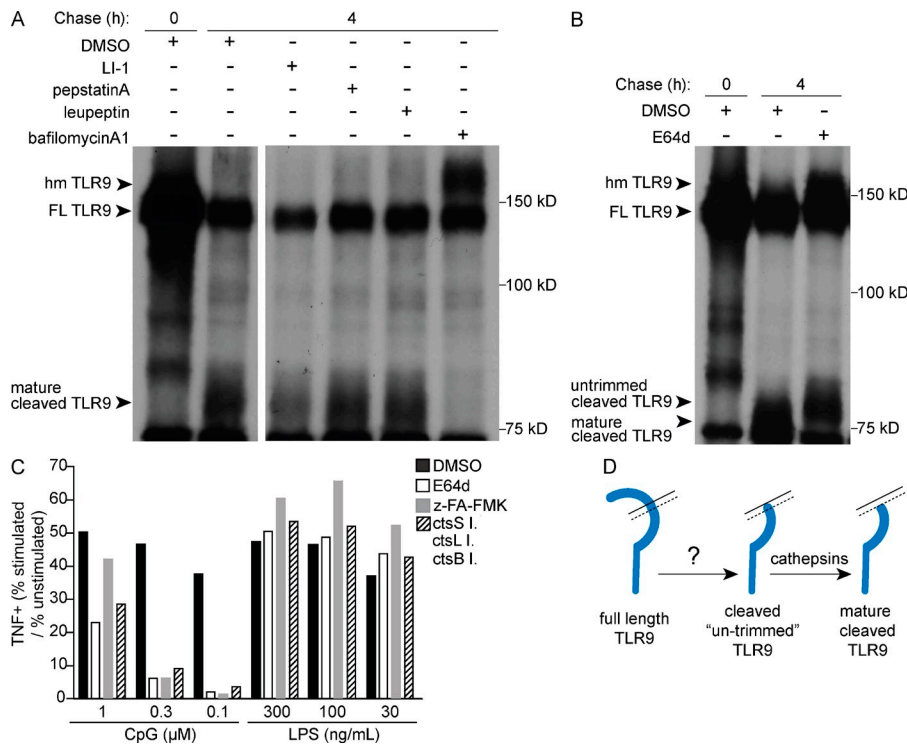 A
Chase (h): 0 4
DMSO + + - - - -
LI-1 - - + - - -
pepstatinA - - - + - -
leupeptin - - - - + -
bafilomycinA1 - - - - - +
hm TLR9
FL TLR9
-150 kD
-100 kD
mature
cleaved TLR9
-75 kD
B
Chase (h): 0 4
DMSO + + -
E64d - - +
hm TLR9
FL TLR9
-150 kD
-100 kD
untrimmed
cleaved TLR9
mature
cleaved TLR9
-75 kD
C
TNF+ (% stimulated
/ % unstimulated)
70
60
50
40
30
20
10
0
DMSO
E64d
z-FA-FMK
ctsS I.
ctsL I.
ctsB I.
1 0.3 0.1 300 100 30
CpG (µM) LPS (ng/mL)
D
? cathepsins
full length
TLR9
cleaved
"un-trimmed"
TLR9
mature
cleaved
TLR9